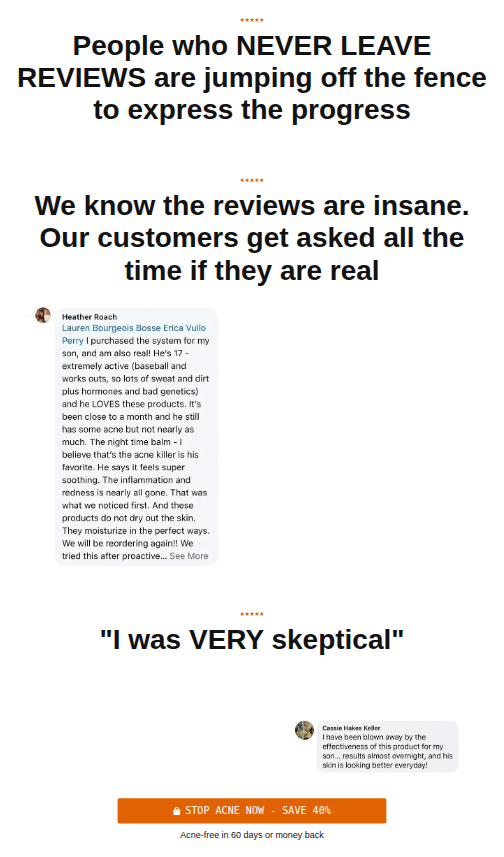 ★★★★★
People who NEVER LEAVE
REVIEWS are jumping off the fence
to express the progress
★★★★★
We know the reviews are insane.
Our customers get asked all the
time if they are real
Heather Roach
Lauren Bourgeois Bosse Erica Vullo
Perry I purchased the system for my
son, and am also real! He's 17 -
extremely active (baseball and
works outs, so lots of sweat and dirt
plus hormones and bad genetics)
and he LOVES these products. It's
been close to a month and he still
has some acne but not nearly as
much. The night time balm - I
believe that's the acne killer is his
favorite. He says it feels super
soothing. The inflammation and
redness is nearly all gone. That was
what we noticed first. And these
products do not dry out the skin.
They moisturize in the perfect ways.
We will be reordering again!! We
tried this after proactive... See More
★★★★★
"I was VERY skeptical"
Cassie Hakes Keller
I have been blown away by the
effectiveness of this product for my
son... results almost overnight, and his
skin is looking better everyday!
STOP ACNE NOW - SAVE 40%
Acne-free in 60 days or money back